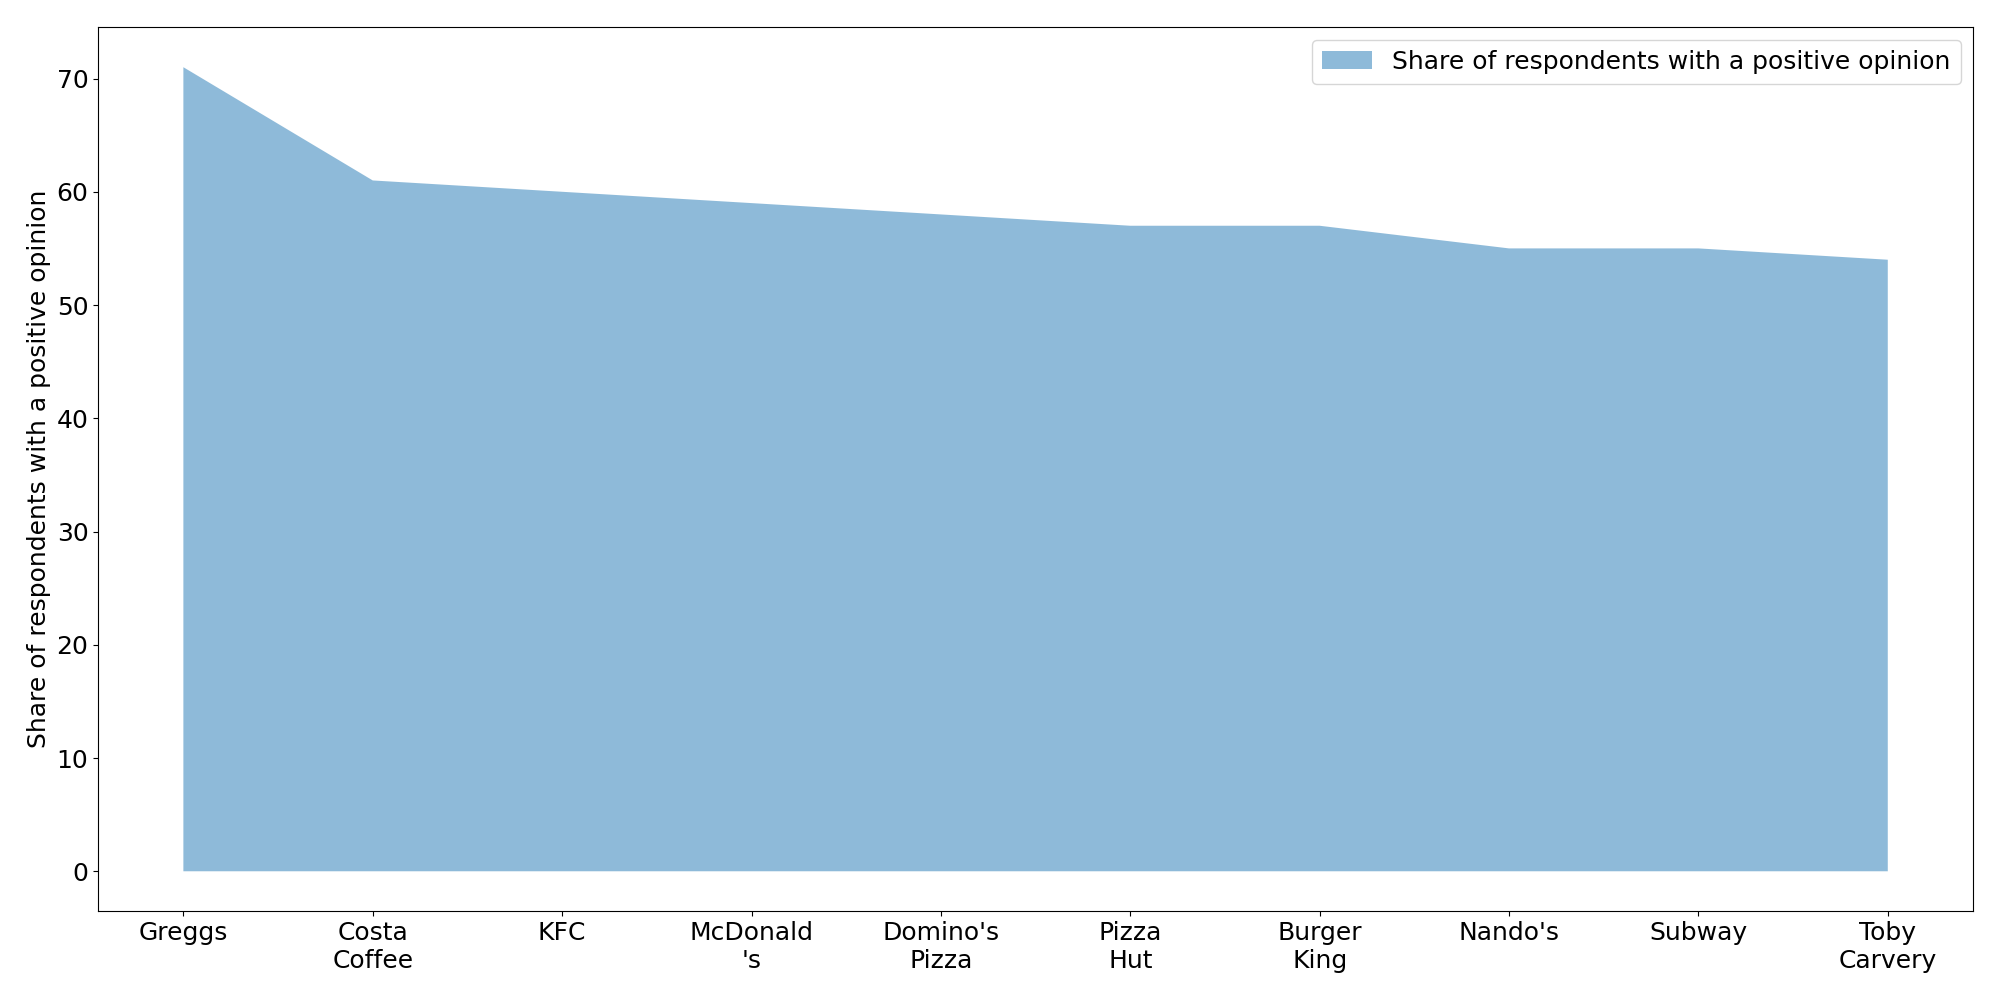 Share of respondents with a positive opinion
Share of respondents with a positive opinion
70
60
50
40
30
20
10
0
Greggs
Costa
Coffee
KFC
McDonald
's
Domino's
Pizza
Pizza
Hut
Burger
King
Nando's
Subway
Toby
Carvery